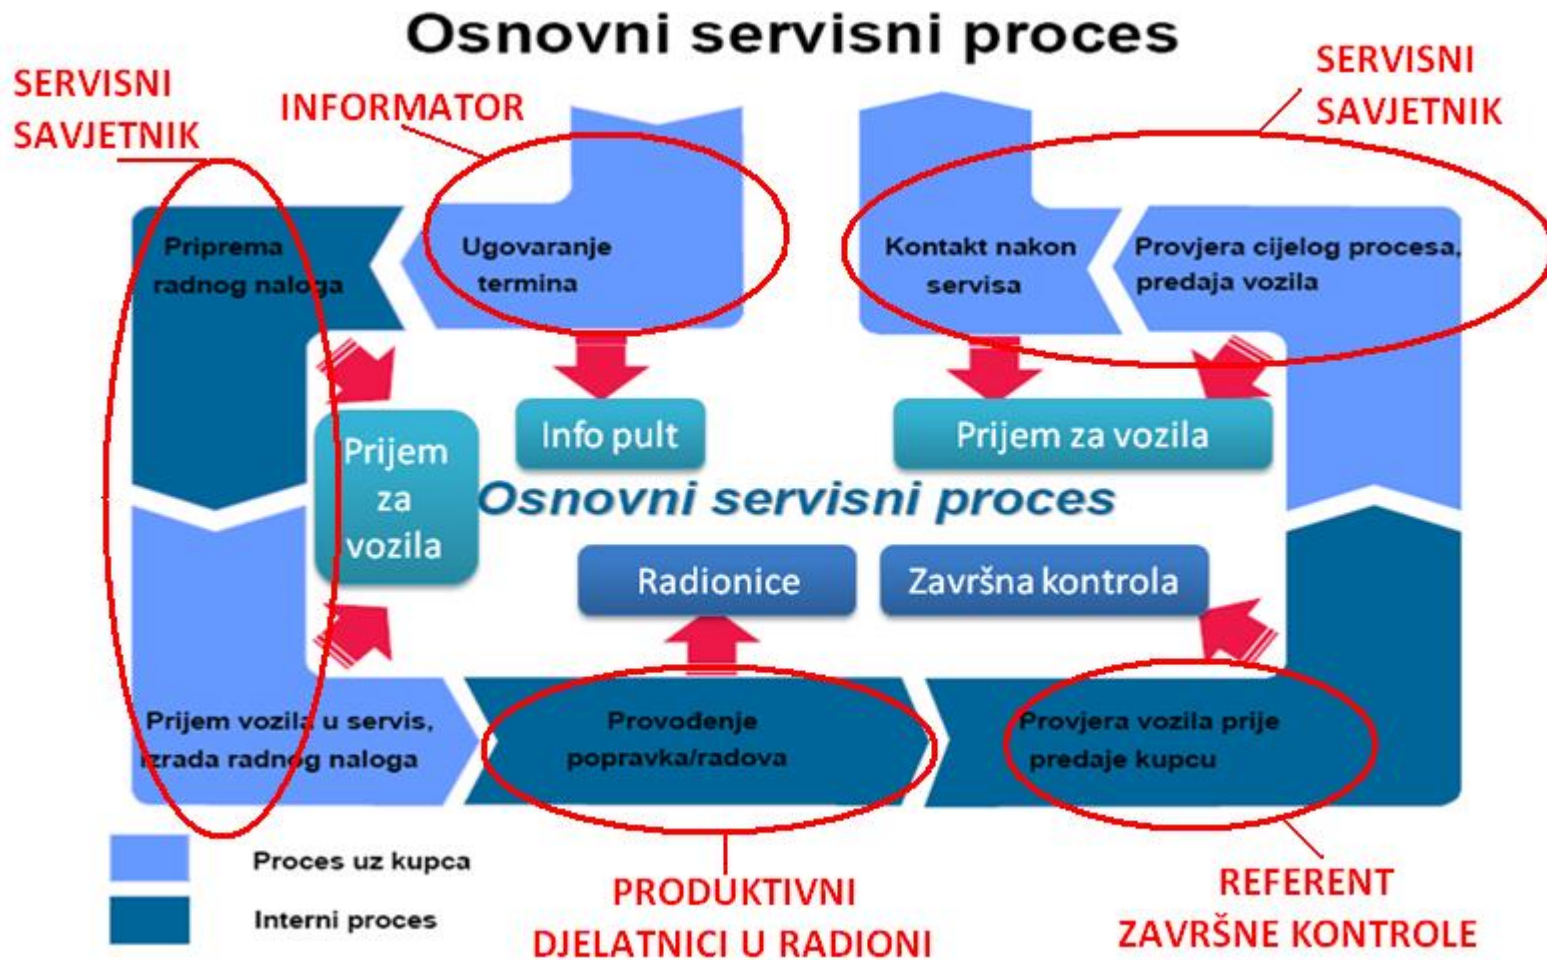 Osnovni servisni proces
SERVISNI
SAVJETNIK
INFORMATOR
SERVISNI
SAVJETNIK
Priprema
radnog naloga
Ugovaranje
termina
Kontakt nakon
servisa
Provjera cijelog procesa,
predaja vozila
Prijem
za
vozila
Info pult
Prijem za vozila
Osnovni servisni proces
Radionice
Završna kontrola
Prijem vozila u servis,
izrada radnog naloga
Provođenje
popravka/radova
Provjera vozila prije
predaje kupcu
Proces uz kupca
Interni proces
PRODUKTIVNI
DJELATNICI U RADIONI
REFERENT
ZAVRŠNE KONTROLE